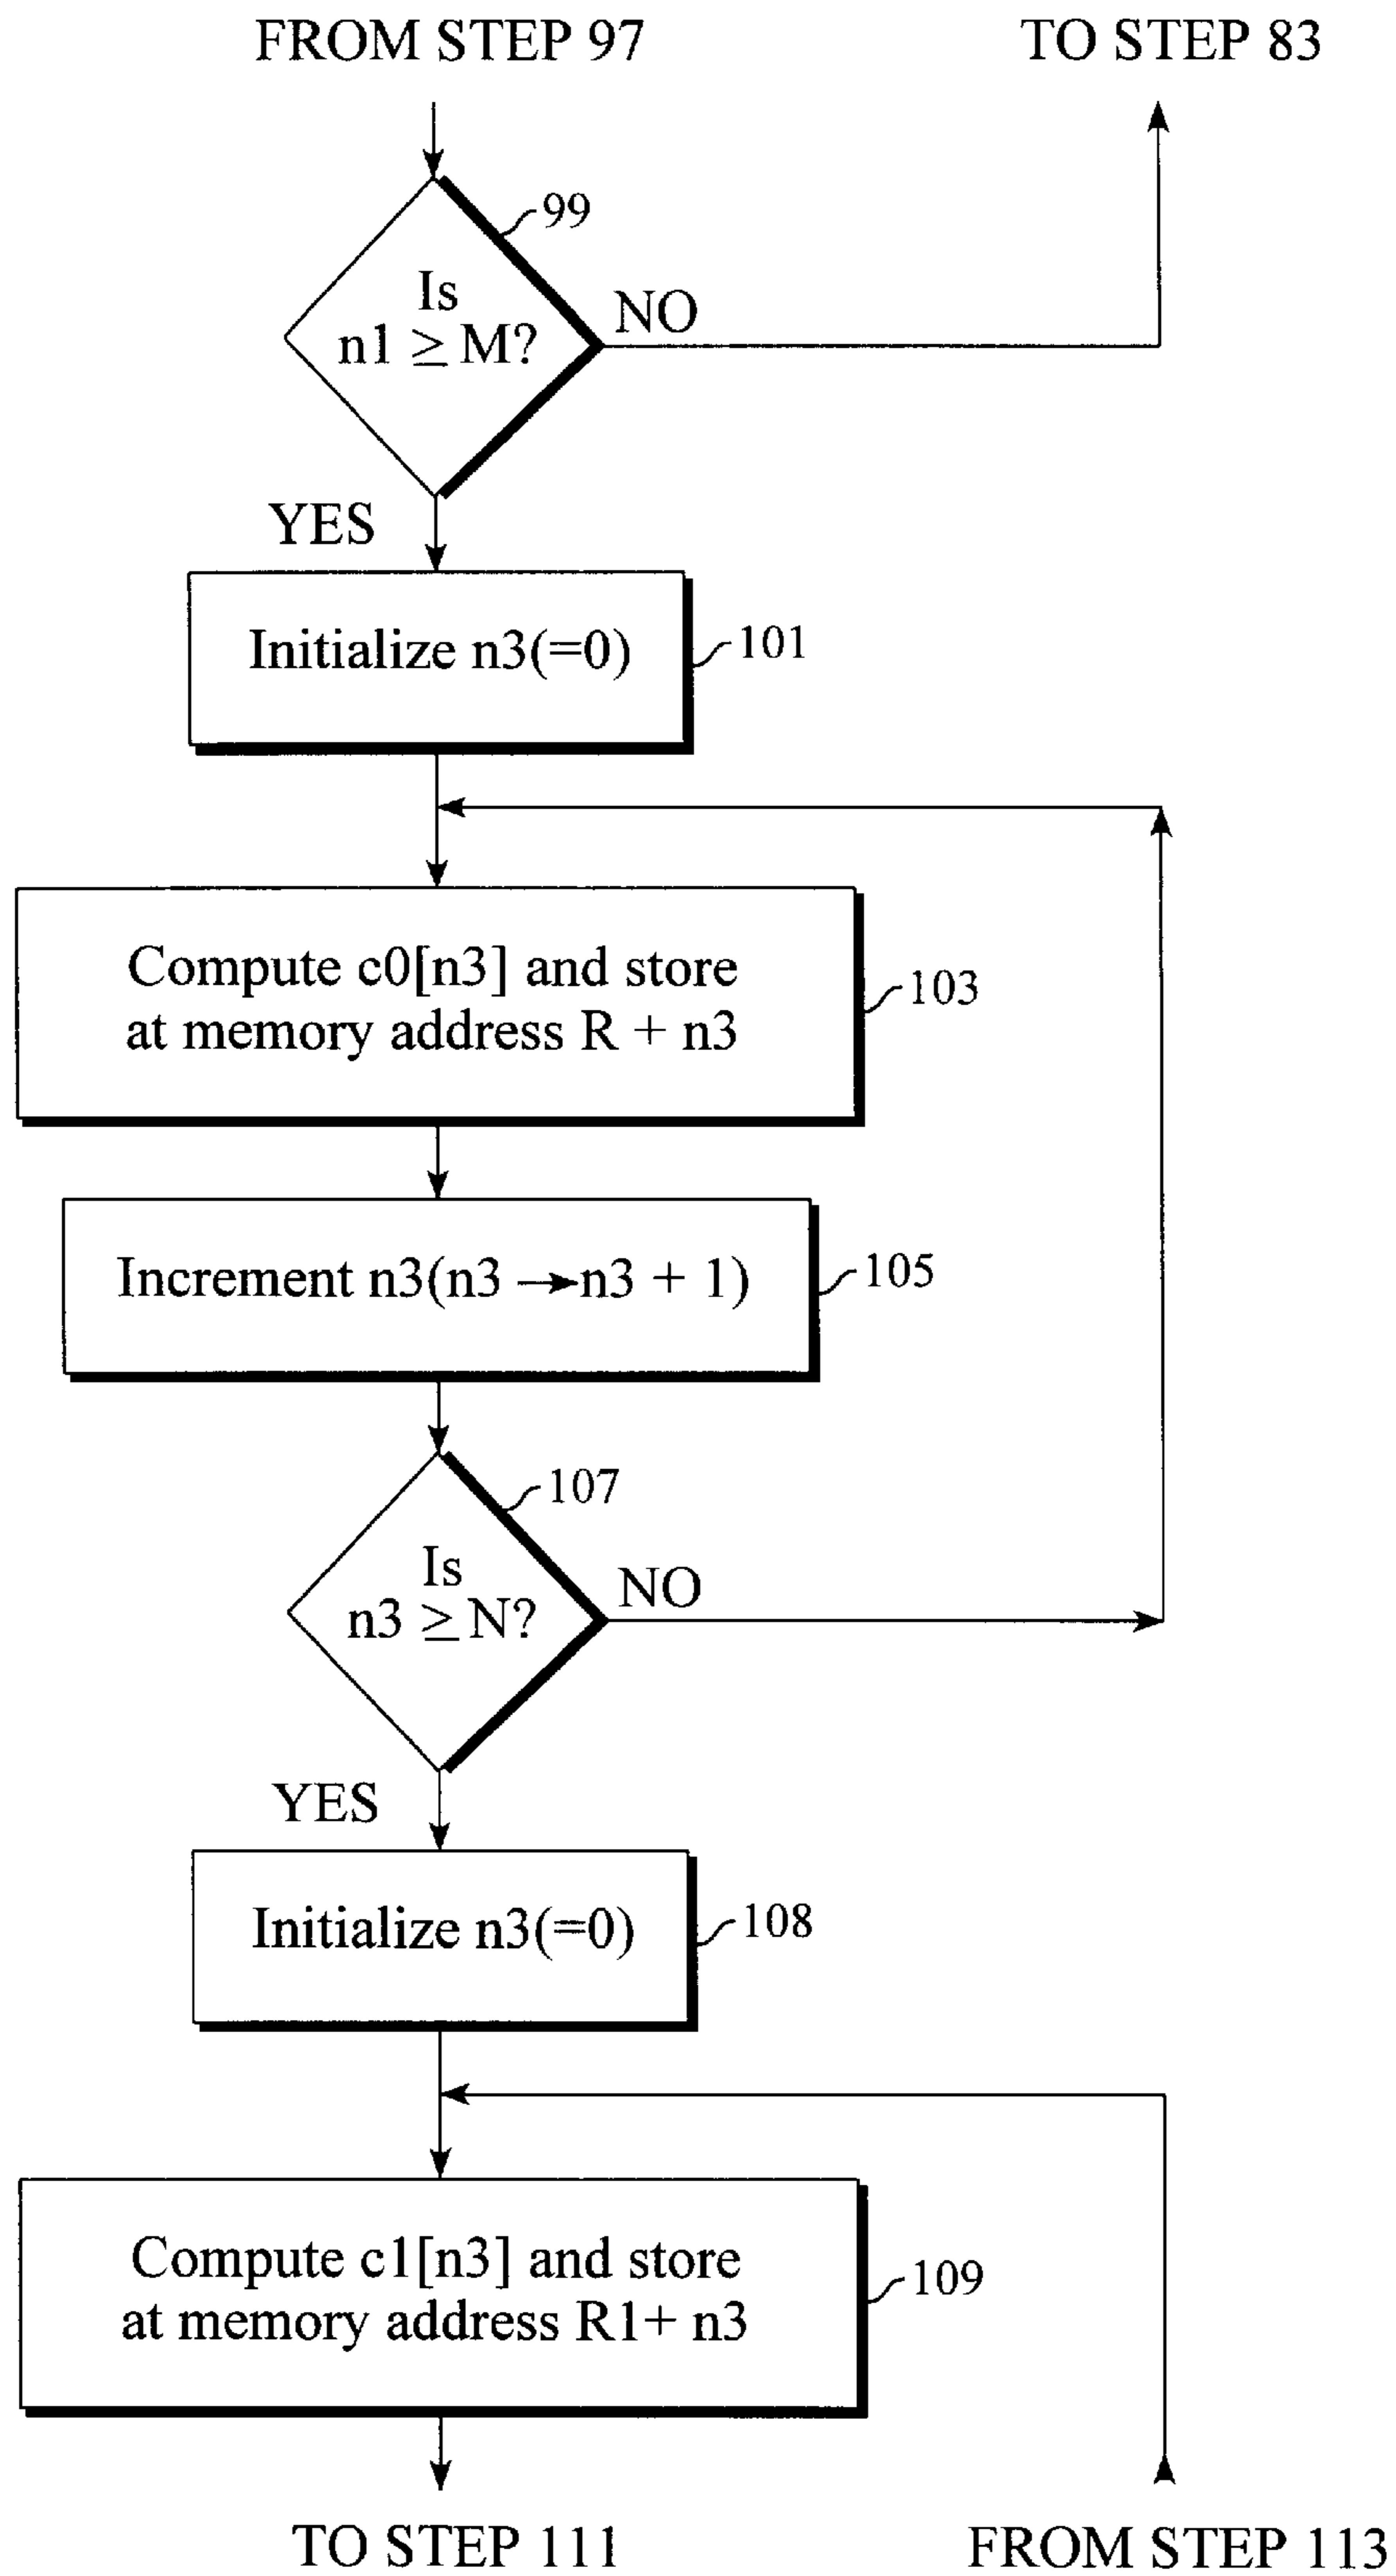 FROM STEP 97
TO STEP 83
99
Is
n1 ≥ M?
NO
YES
Initialize n3(=0)
101
Compute c0[n3] and store
at memory address R + n3
103
Increment n3(n3 →n3 + 1)
105
107
Is
n3 ≥ N?
NO
YES
Initialize n3(=0)
108
Compute c1[n3] and store
at memory address R1+ n3
109
TO STEP 111
FROM STEP 113